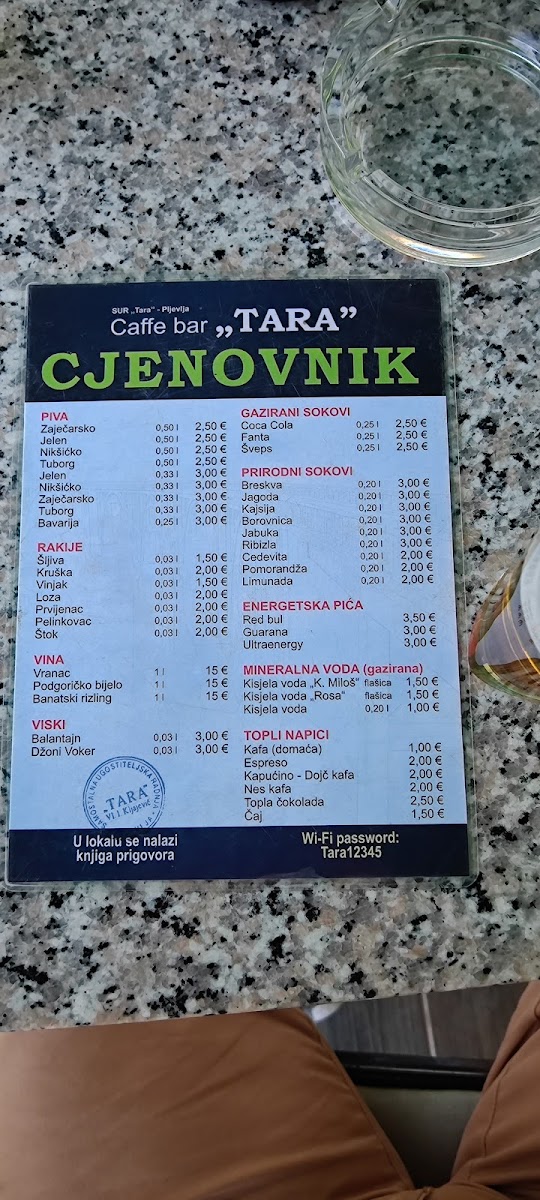 SUR „Tara" - Pljevlja
Caffe bar „TARA"
CJENOVNIK
PIVA
Zaječarsko 0,50 l 2,50 €
Jelen 0,50 l 2,50 €
Nikšićko 0,50 l 2,50 €
Tuborg 0,50 l 2,50 €
Jelen 0,33 l 3,00 €
Nikšićko 0,33 l 3,00 €
Zaječarsko 0,33 l 3,00 €
Tuborg 0,33 l 3,00 €
Bavarija 0,25 l 3,00 €
RAKIJE
Šljiva 0,03 l 1,50 €
Kruška 0,03 l 2,00 €
Vinjak 0,03 l 1,50 €
Loza 0,03 l 2,00 €
Prvijenac 0,03 l 2,00 €
Pelinkovac 0,03 l 2,00 €
Štok 0,03 l 2,00 €
VINA
Vranac 1 l 15 €
Podgoričko bijelo 1 l 15 €
Banatski rizling 1 l 15 €
VISKI
Balantajn 0,03 l 3,00 €
Džoni Voker 0,03 l 3,00 €
GAZIRANI SOKOVI
Coca Cola 0,25 l 2,50 €
Fanta 0,25 l 2,50 €
Šveps 0,25 l 2,50 €
PRIRODNI SOKOVI
Breskva 0,20 l 3,00 €
Jagoda 0,20 l 3,00 €
Kajsija 0,20 l 3,00 €
Borovnica 0,20 l 3,00 €
Jabuka 0,20 l 3,00 €
Ribizla 0,20 l 3,00 €
Cedevita 0,20 l 2,00 €
Pomorandža 0,20 l 2,00 €
Limunada 0,20 l 2,00 €
ENERGETSKA PIĆA
Red bul 3,50 €
Guarana 3,00 €
Ultraenergy 3,00 €
MINERALNA VODA (gazirana)
Kisjela voda „K. Miloš" flašica 1,50 €
Kisjela voda „Rosa" flašica 1,50 €
Kisjela voda 0,20 l 1,00 €
TOPLI NAPICI
Kafa (domaća) 1,00 €
Espreso 2,00 €
Kapućino - Dojč kafa 2,00 €
Nes kafa 2,00 €
Topla čokolada 2,50 €
Čaj 1,50 €
SAMOSTALNA UGOSTITELJSKA RADNJA
„TARA"
U lokalu se nalazi
knjiga prigovora
Wi-Fi password:
Tara12345